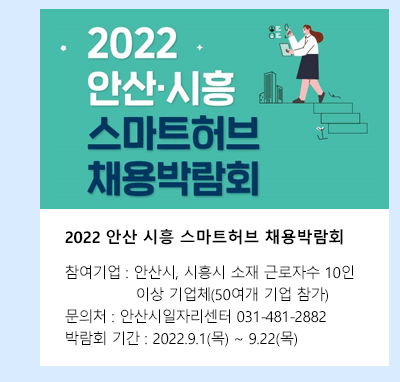 2022
안산·시흥
스마트허브
채용박람회
2022 안산 시흥 스마트허브 채용박람회
참여기업 : 안산시, 시흥시 소재 근로자수 10인
이상 기업체(50여개 기업 참가)
문의처 : 안산시일자리센터 031-481-2882
박람회 기간 : 2022.9.1(목) ~ 9.22(목)